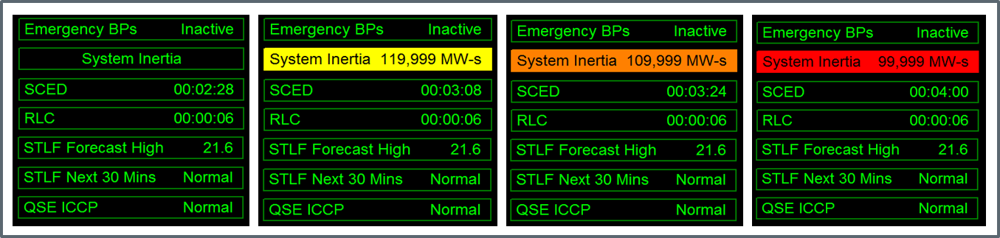 Emergency BPs Inactive
System Inertia
SCED 00:02:28
RLC 00:00:06
STLF Forecast High 21.6
STLF Next 30 Mins Normal
QSE ICCP Normal
Emergency BPs Inactive
System Inertia 119,999 MW-s
SCED 00:03:08
RLC 00:00:06
STLF Forecast High 21.6
STLF Next 30 Mins Normal
QSE ICCP Normal
Emergency BPs Inactive
System Inertia 109,999 MW-s
SCED 00:03:24
RLC 00:00:06
STLF Forecast High 21.6
STLF Next 30 Mins Normal
QSE ICCP Normal
Emergency BPs Inactive
System Inertia 99,999 MW-s
SCED 00:04:00
RLC 00:00:06
STLF Forecast High 21.6
STLF Next 30 Mins Normal
QSE ICCP Normal